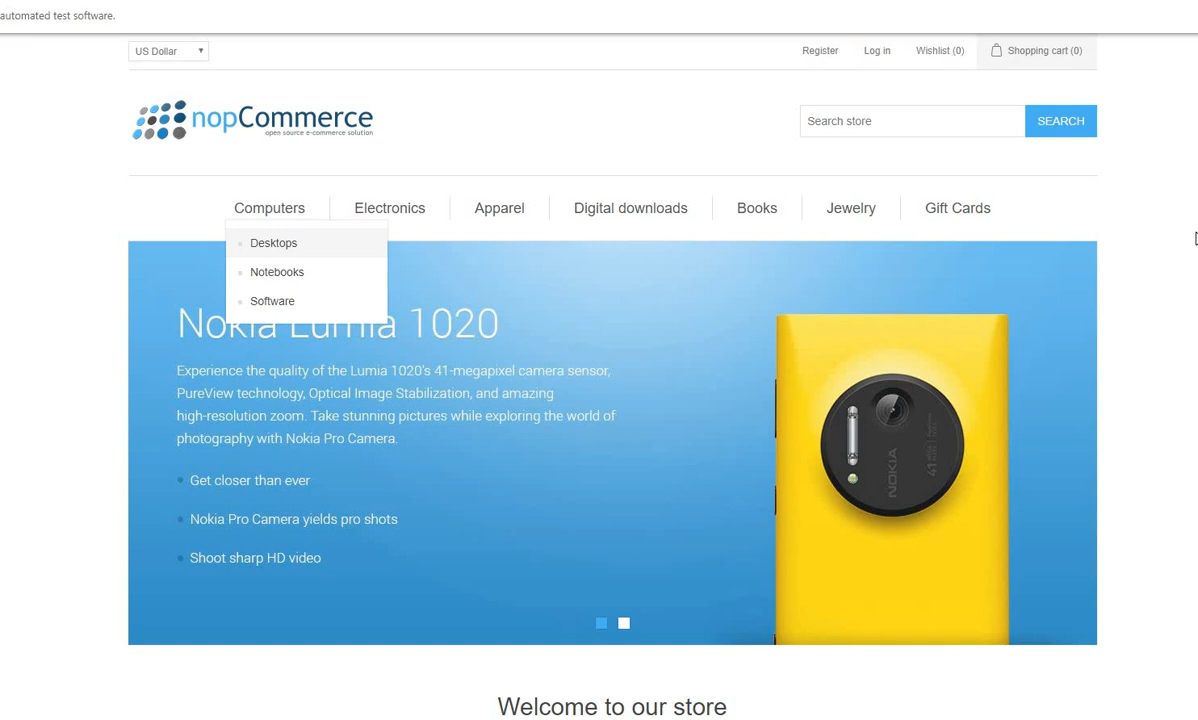 automated test software.
US Dollar
Register
Log in
Wishlist (0)
Shopping cart (0)
nopCommerce
open source e-commerce solution
Search store
SEARCH
Computers
Electronics
Apparel
Digital downloads
Books
Jewelry
Gift Cards
Desktops
Notebooks
Software
Nokia Lumia 1020
Experience the quality of the Lumia 1020's 41-megapixel camera sensor,
PureView technology, Optical Image Stabilization, and amazing
high-resolution zoom. Take stunning pictures while exploring the world of
photography with Nokia Pro Camera.
Get closer than ever
Nokia Pro Camera yields pro shots
Shoot sharp HD video
NOKIA
41
Welcome to our store